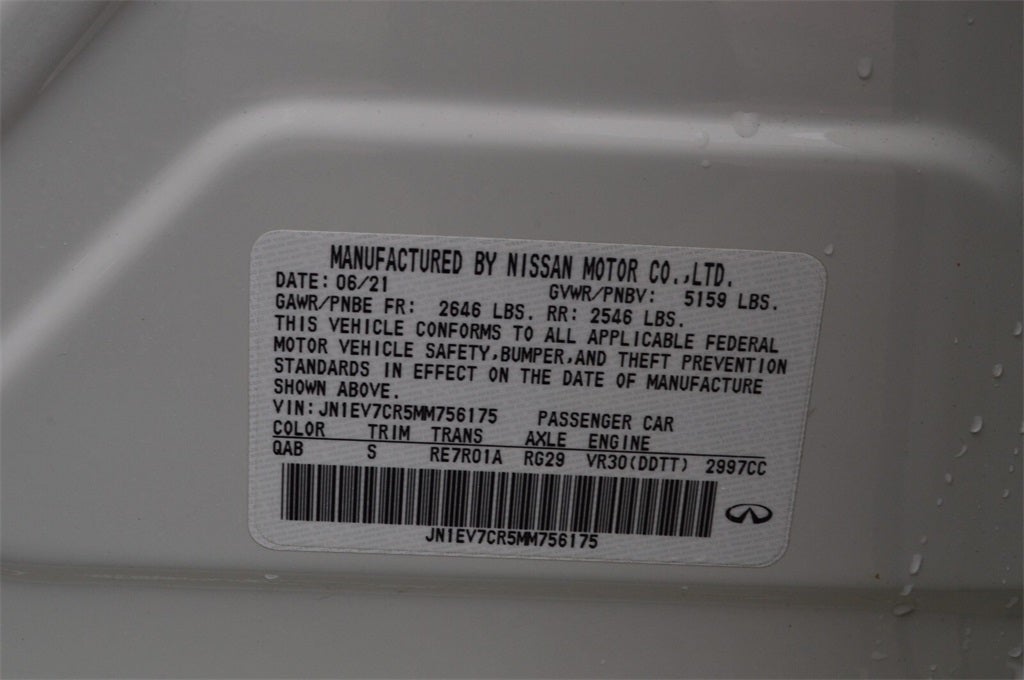 MANUFACTURED BY NISSAN MOTOR CO.,LTD.
DATE: 06/21 GVWR/PNBV: 5159 LBS.
GAWR/PNBE FR: 2646 LBS. RR: 2546 LBS.
THIS VEHICLE CONFORMS TO ALL APPLICABLE FEDERAL
MOTOR VEHICLE SAFETY,BUMPER,AND THEFT PREVENTION
STANDARDS IN EFFECT ON THE DATE OF MANUFACTURE
SHOWN ABOVE.
VIN:JN1EV7CR5MM756175 PASSENGER CAR
COLOR TRIM TRANS AXLE ENGINE
QAB S RE7R01A RG29 VR30(DDTT) 2997CC
JN1EV7CR5MM756175